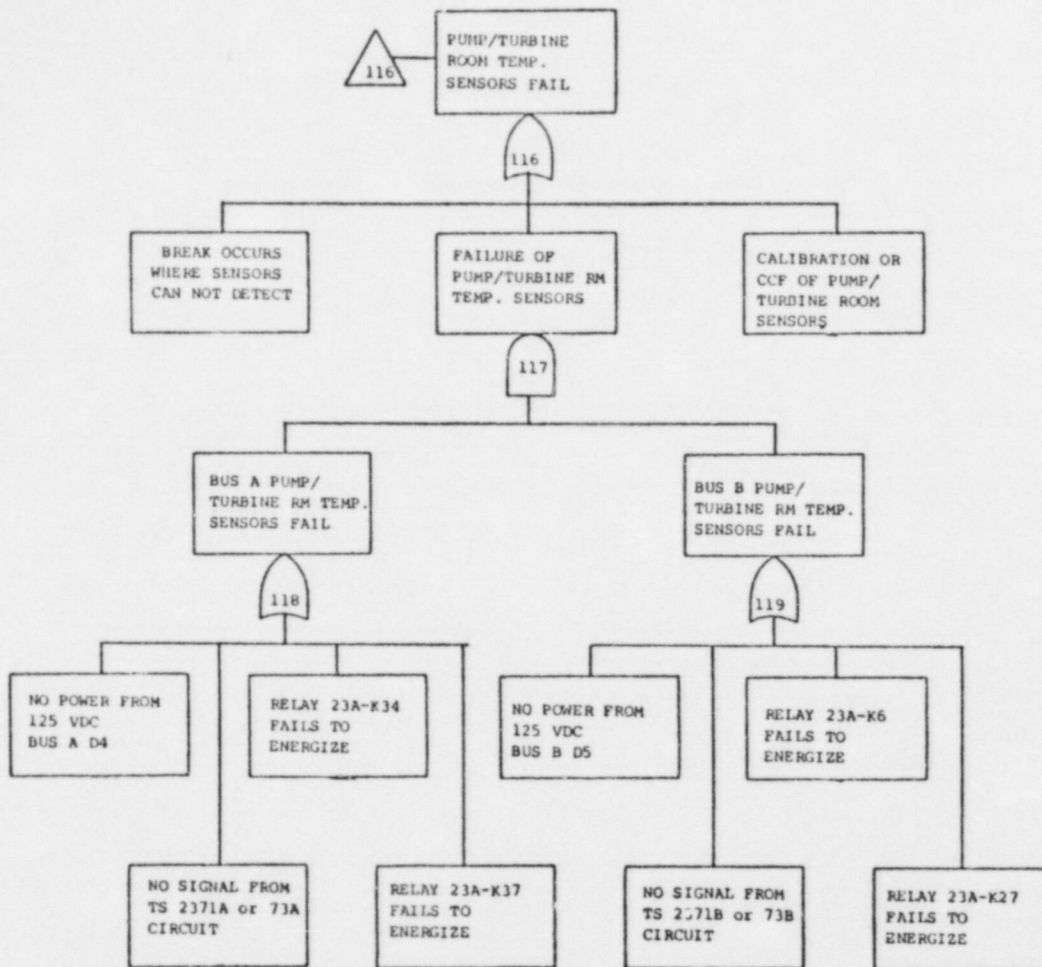 PUMP/TURBINE
ROOM TEMP.
SENSORS FAIL
116
116
BREAK OCCURS
WHERE SENSORS
CAN NOT DETECT
FAILURE OF
PUMP/TURBINE RM
TEMP. SENSORS
CALIBRATION OR
CCF OF PUMP/
TURBINE ROOM
SENSORS
117
BUS A PUMP/
TURBINE RM TEMP.
SENSORS FAIL
BUS B PUMP/
TURBINE RM TEMP.
SENSORS FAIL
118
119
NO POWER FROM
125 VDC
BUS A D4
RELAY 23A-K34
FAILS TO
ENERGIZE
NO POWER FROM
125 VDC
BUS B D5
RELAY 23A-K6
FAILS TO
ENERGIZE
NO SIGNAL FROM
TS 2371A or 73A
CIRCUIT
RELAY 23A-K37
FAILS TO
ENERGIZE
NO SIGNAL FROM
TS 2371B or 73B
CIRCUIT
RELAY 23A-K27
FAILS TO
ENERGIZE